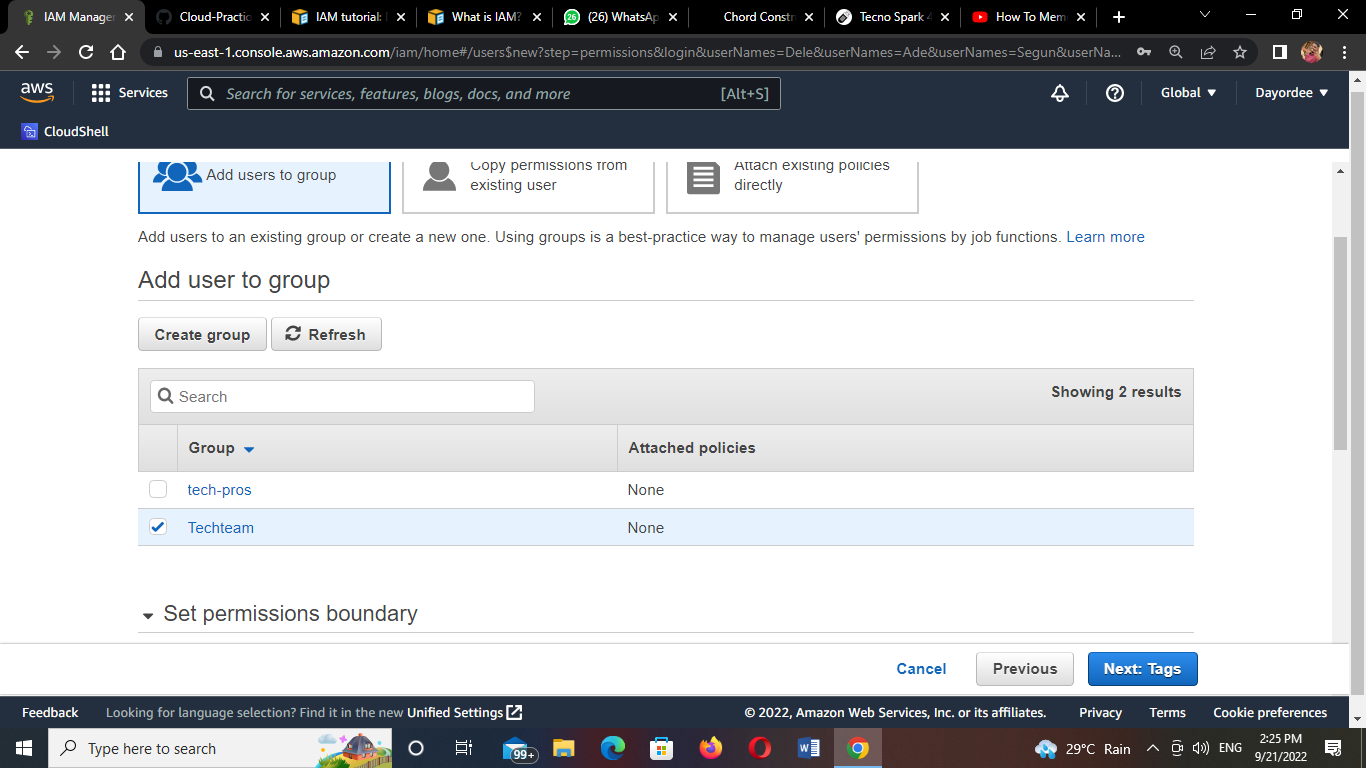 IAM Manager
Cloud-Practic
IAM tutorial:
What is IAM?
(26) WhatsAp
Chord Constr
Tecno Spark 4
How To Mem
us-east-1.console.aws.amazon.com/iam/home#/users$new?step=permissions&login&userNames=Dele&userNames=Ade&userNames=Segun&userNa...
aws
Services
Search for services, features, blogs, docs, and more
[Alt+S]
Global
Dayordee
CloudShell
Add users to group
Copy permissions from
existing user
Attach existing policies
directly
Add users to an existing group or create a new one. Using groups is a best-practice way to manage users' permissions by job functions. Learn more
Add user to group
Create group
Refresh
Search
Showing 2 results
Group
Attached policies
tech-pros
None
Techteam
None
Set permissions boundary
Cancel
Previous
Next: Tags
Feedback
Looking for language selection? Find it in the new Unified Settings
© 2022, Amazon Web Services, Inc. or its affiliates.
Privacy
Terms
Cookie preferences
Type here to search
99+
29°C Rain
ENG
2:25 PM
9/21/2022